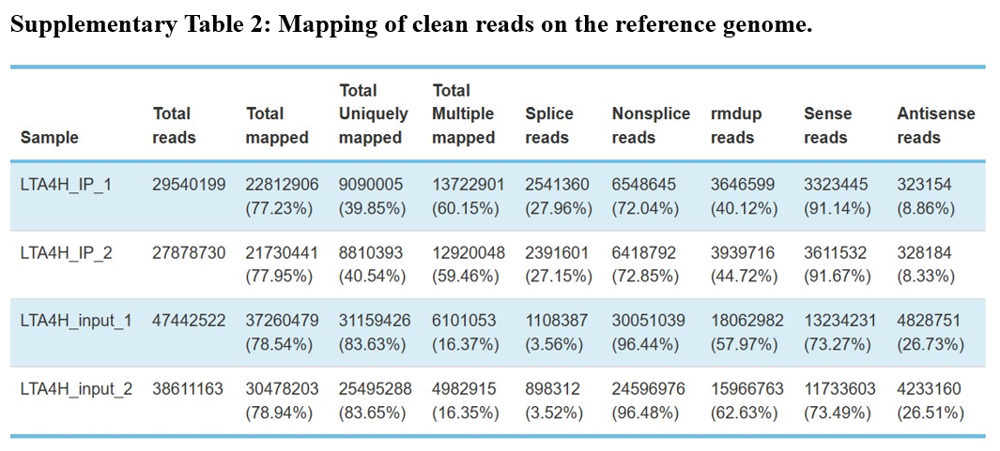 Supplementary Table 2: Mapping of clean reads on the reference genome.
Sample Total reads Total mapped Total Uniquely mapped Total Multiple mapped Splice reads Nonsplice reads rmdup reads Sense reads Antisense reads
LTA4H_IP_1 29540199 22812906 9090005 13722901 2541360 6548645 3646599 3323445 323154
(77.23%) (39.85%) (60.15%) (27.96%) (72.04%) (40.12%) (91.14%) (8.86%)
LTA4H_IP_2 27878730 21730441 8810393 12920048 2391601 6418792 3939716 3611532 328184
(77.95%) (40.54%) (59.46%) (27.15%) (72.85%) (44.72%) (91.67%) (8.33%)
LTA4H_input_1 47442522 37260479 31159426 6101053 1108387 30051039 18062982 13234231 4828751
(78.54%) (83.63%) (16.37%) (3.56%) (96.44%) (57.97%) (73.27%) (26.73%)
LTA4H_input_2 38611163 30478203 25495288 4982915 898312 24596976 15966763 11733603 4233160
(78.94%) (83.65%) (16.35%) (3.52%) (96.48%) (62.63%) (73.49%) (26.51%)